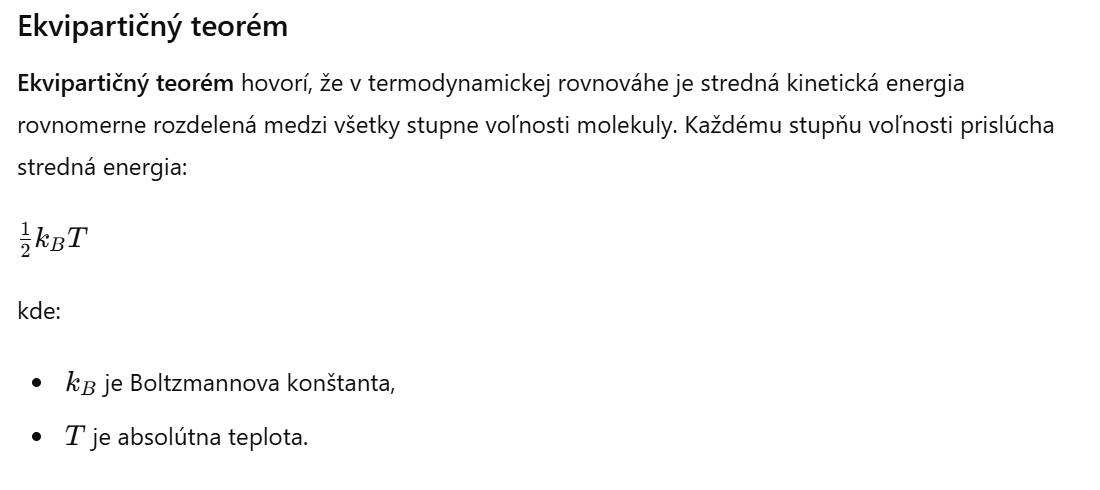 Ekvipartičný teorém
Ekvipartičný teorém hovorí, že v termodynamickej rovnováhe je stredná kinetická energia
rovnomerne rozdelená medzi všetky stupne voľnosti molekuly. Každému stupňu voľnosti prislúcha
stredná energia:
½k_BT
kde:
• k_B je Boltzmannova konštanta,
• T je absolútna teplota.